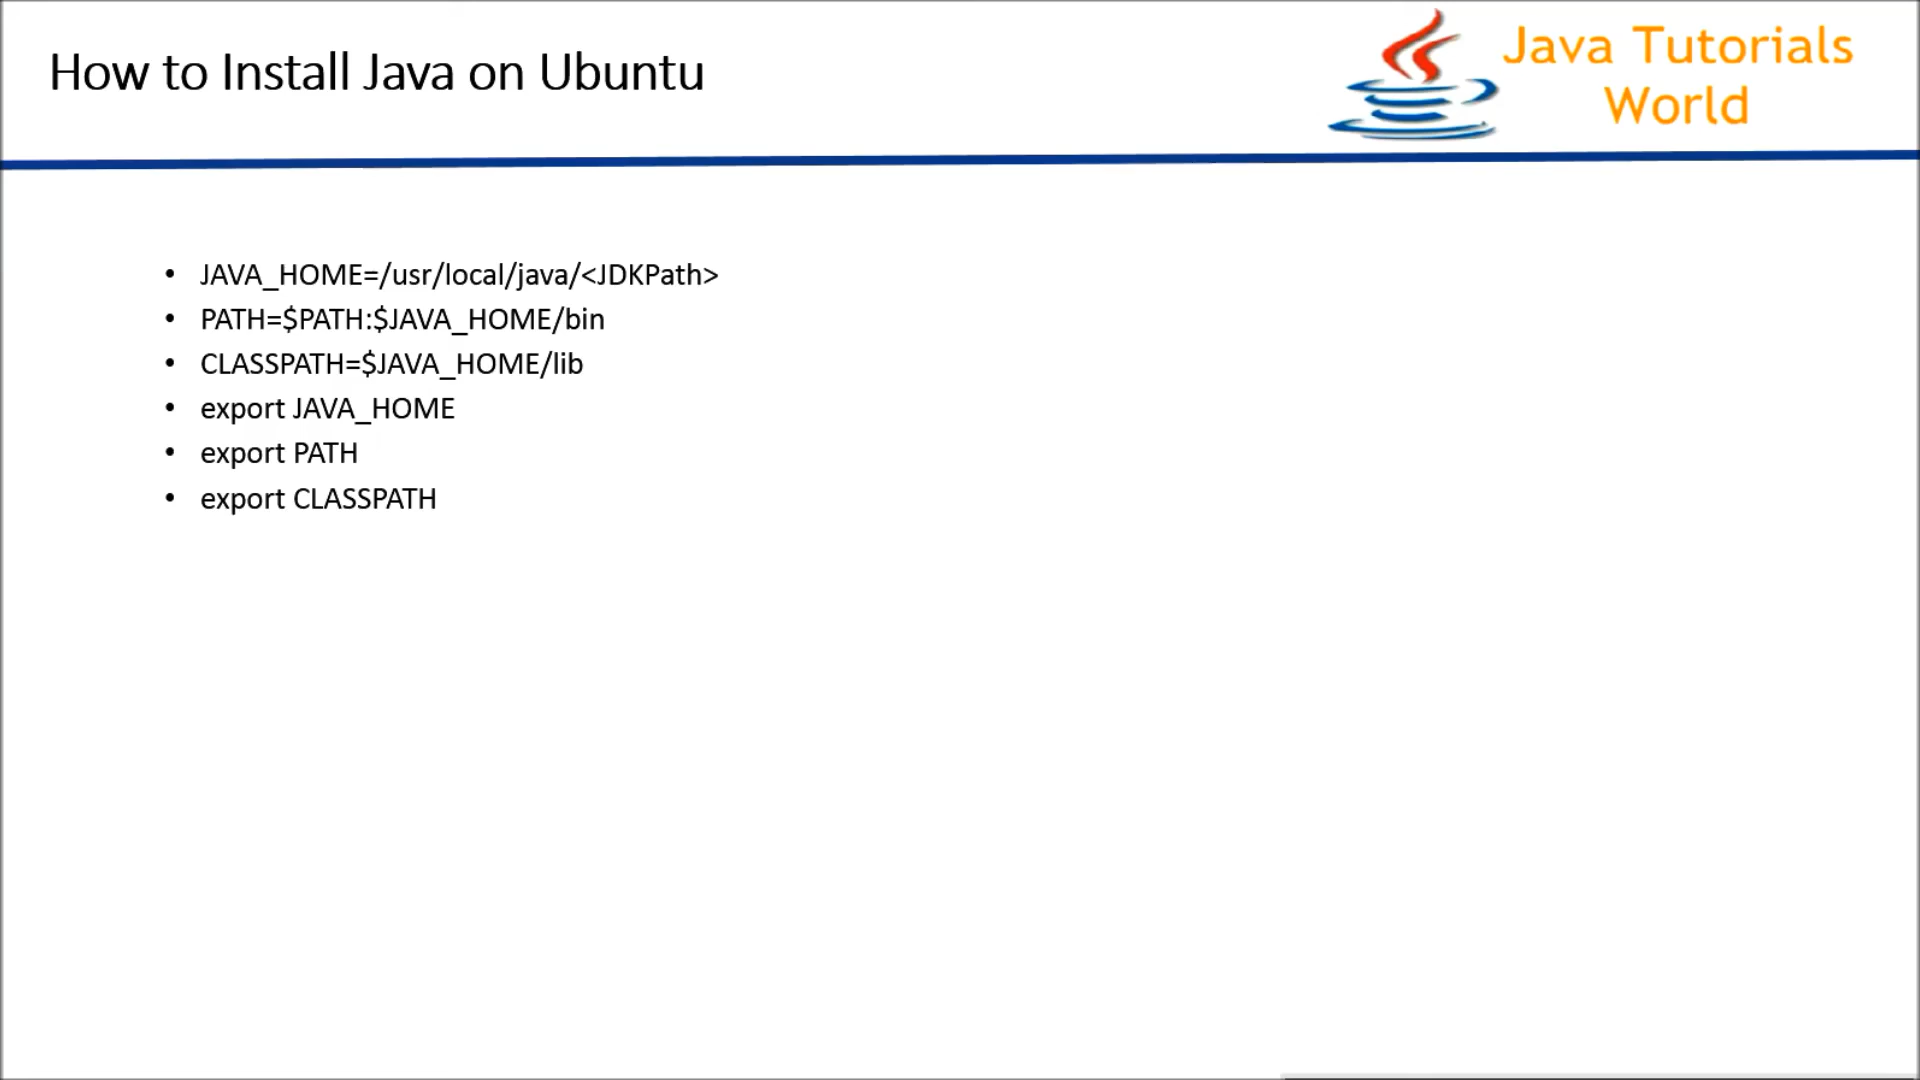 How to Install Java on Ubuntu
Java Tutorials
World
• JAVA_HOME=/usr/local/java/<JDKPath>
• PATH=$PATH:$JAVA_HOME/bin
• CLASSPATH=$JAVA_HOME/lib
• export JAVA_HOME
• export PATH
• export CLASSPATH